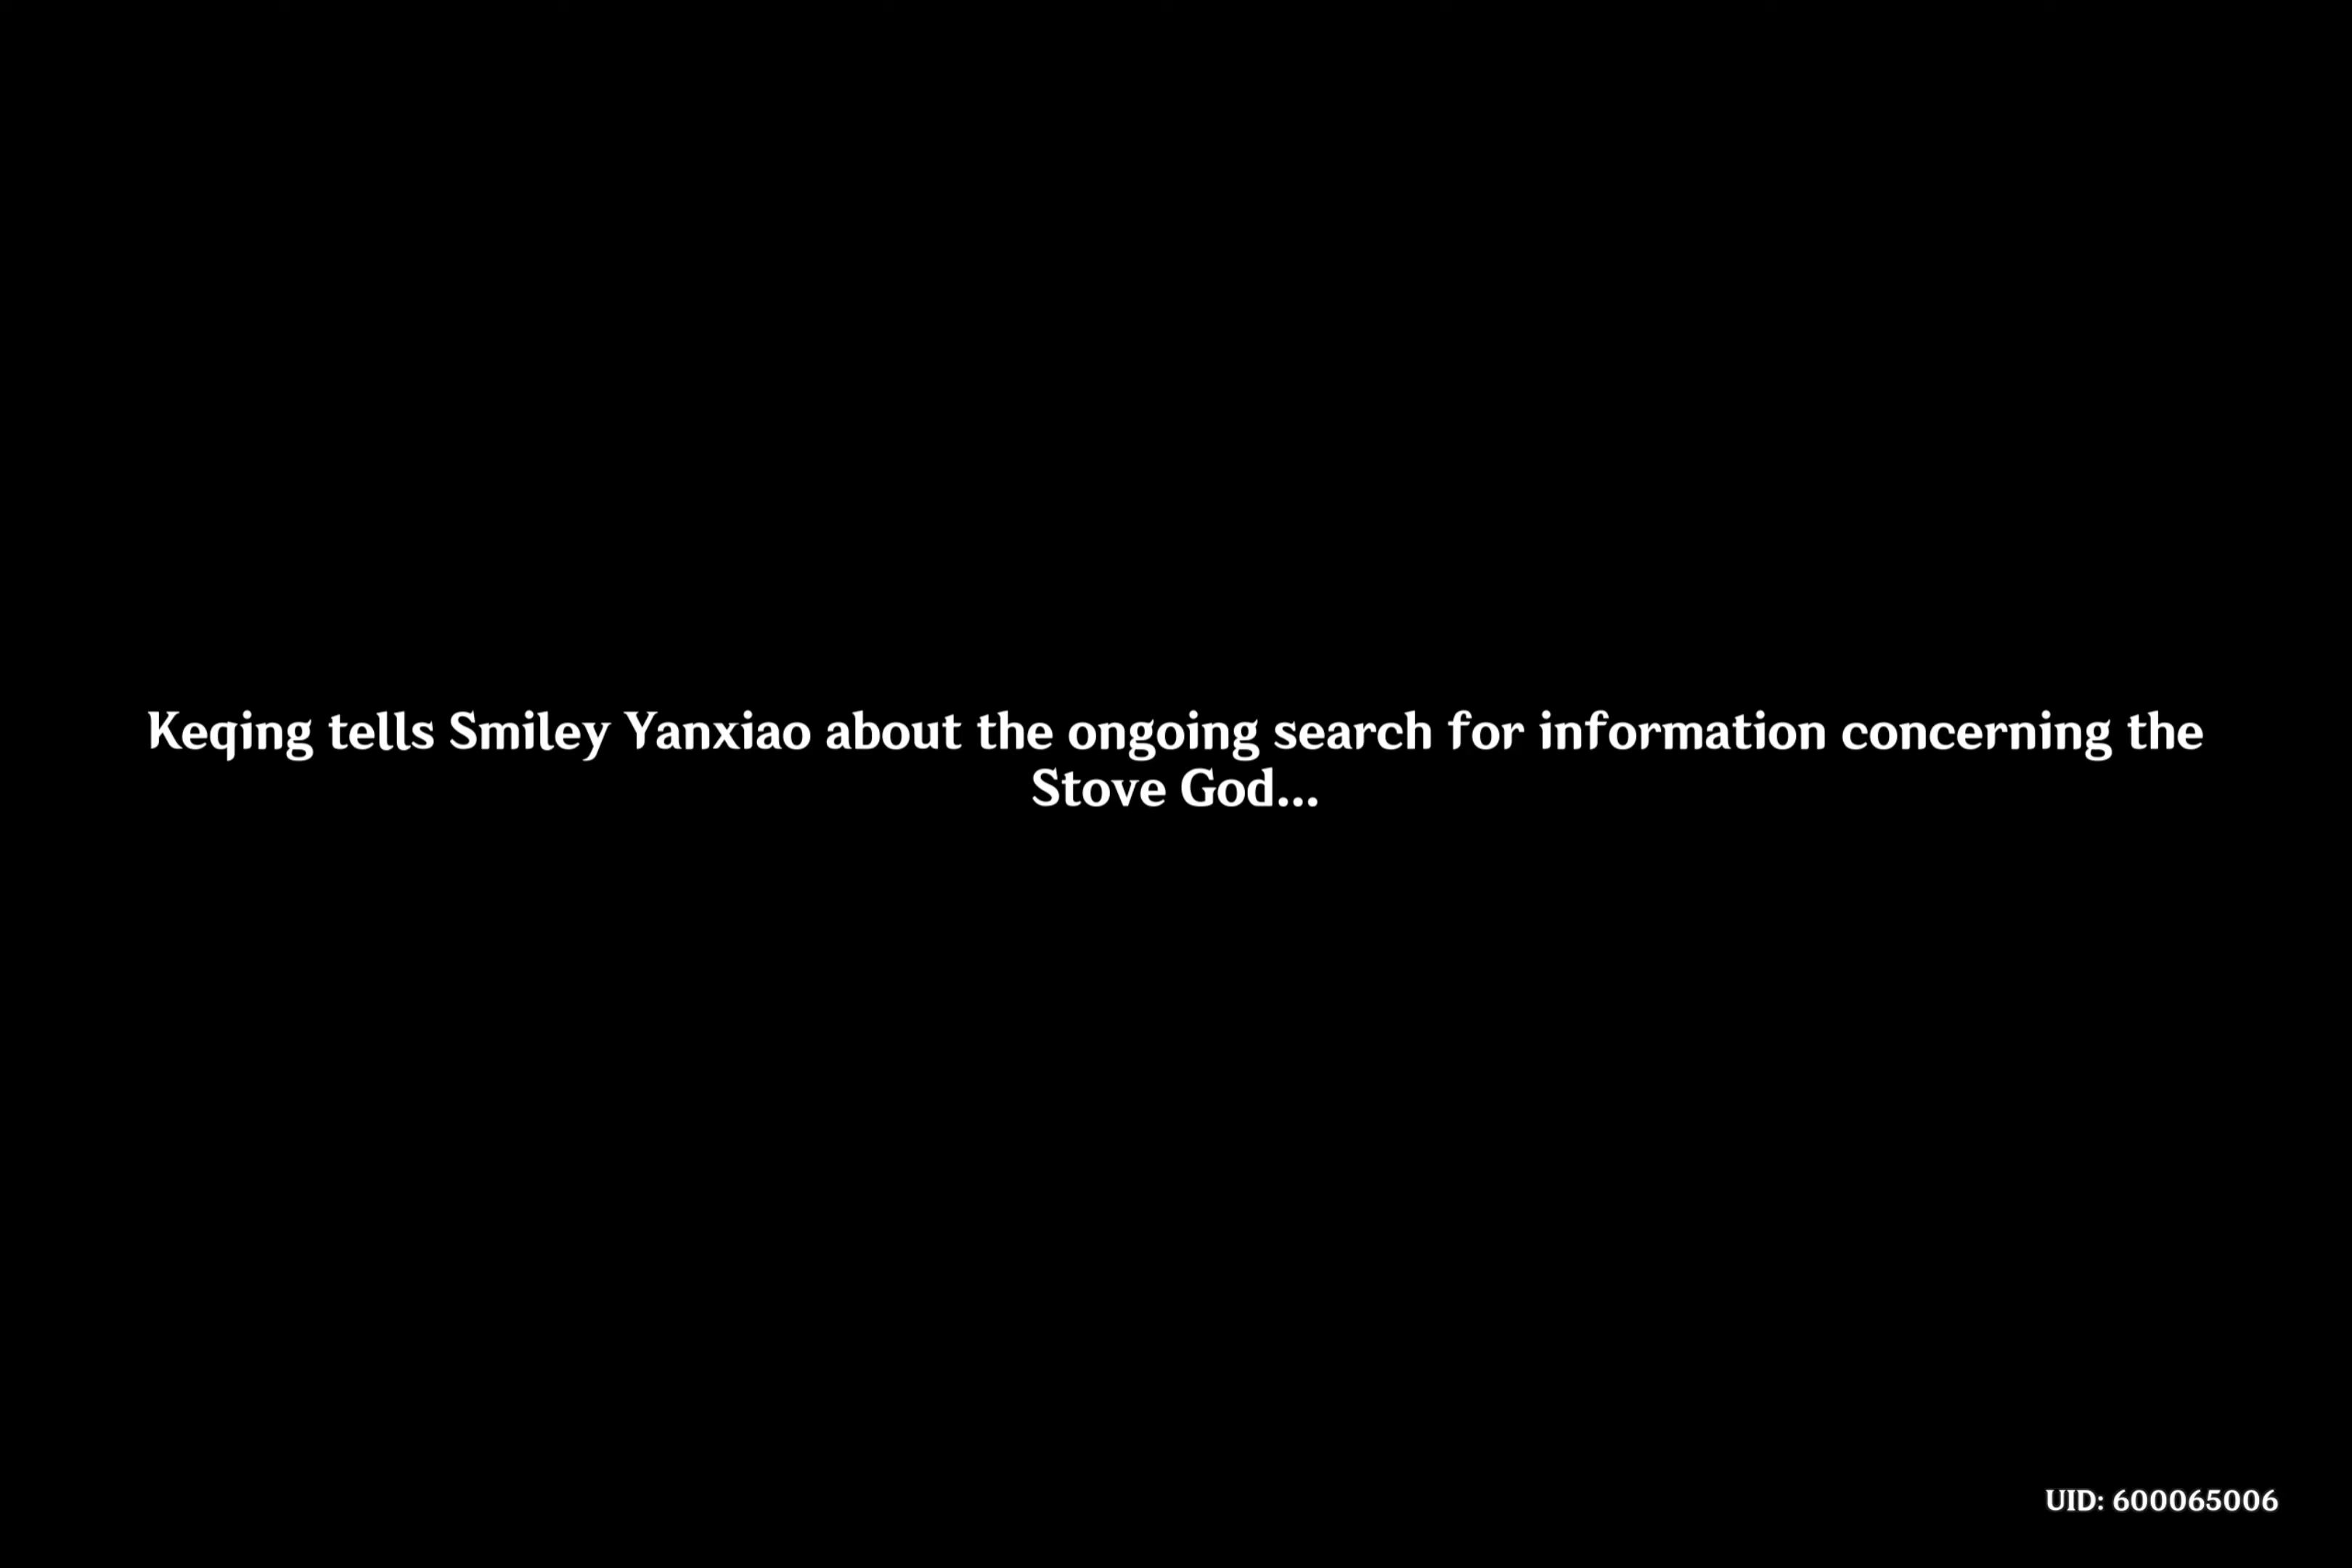 Keqing tells Smiley Yanxiao about the ongoing search for information concerning the
Stove God...
UID: 600065006